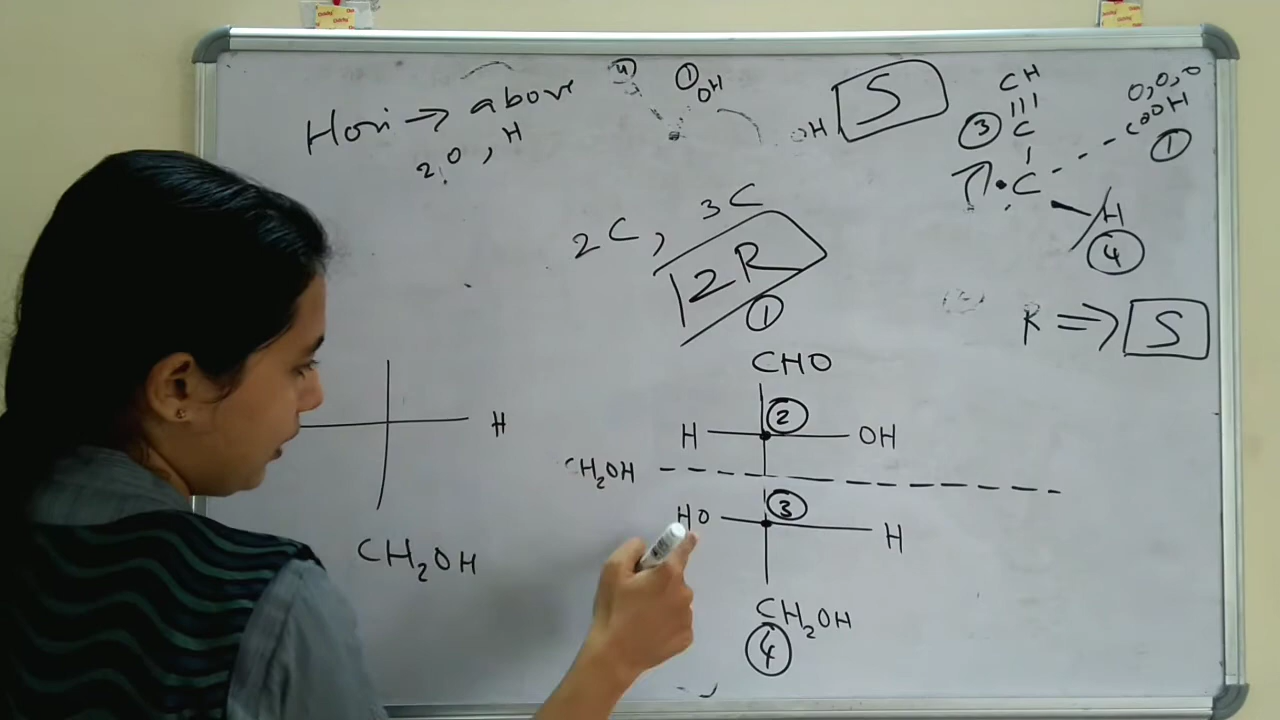 Hori → above
2,O , H
④
①
OH
OH
S
CH
③
C
C
O,O,O
COOH
①
H
④
R ⇒ S
2C, 3C
2R
①
CHO
②
H
OH
CH₂OH
③
HO
H
CH₂OH
④
H
CH₂OH